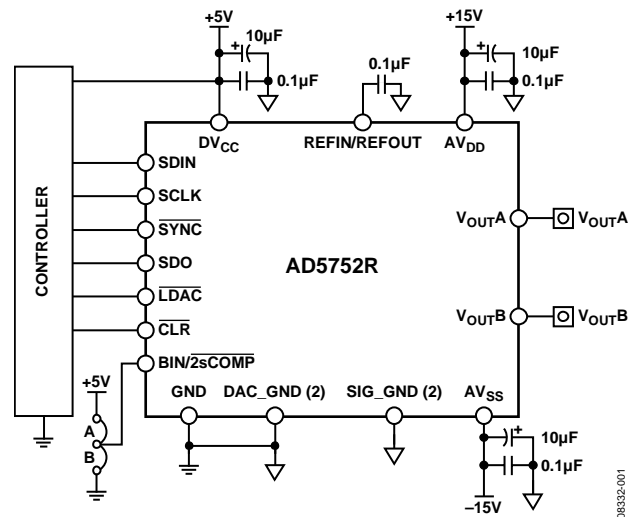 +5V
+15V
10µF
10µF
0.1µF
0.1µF
0.1µF
DVCC
REFIN/REFOUT
AVDD
CONTROLLER
SDIN
SCLK
SYNC
SDO
LDAC
CLR
BIN/2sCOMP
AD5752R
VOUTA
VOUTA
VOUTB
VOUTB
+5V
A
B
GND
DAC_GND (2)
SIG_GND (2)
AVSS
10µF
0.1µF
–15V
08332-001